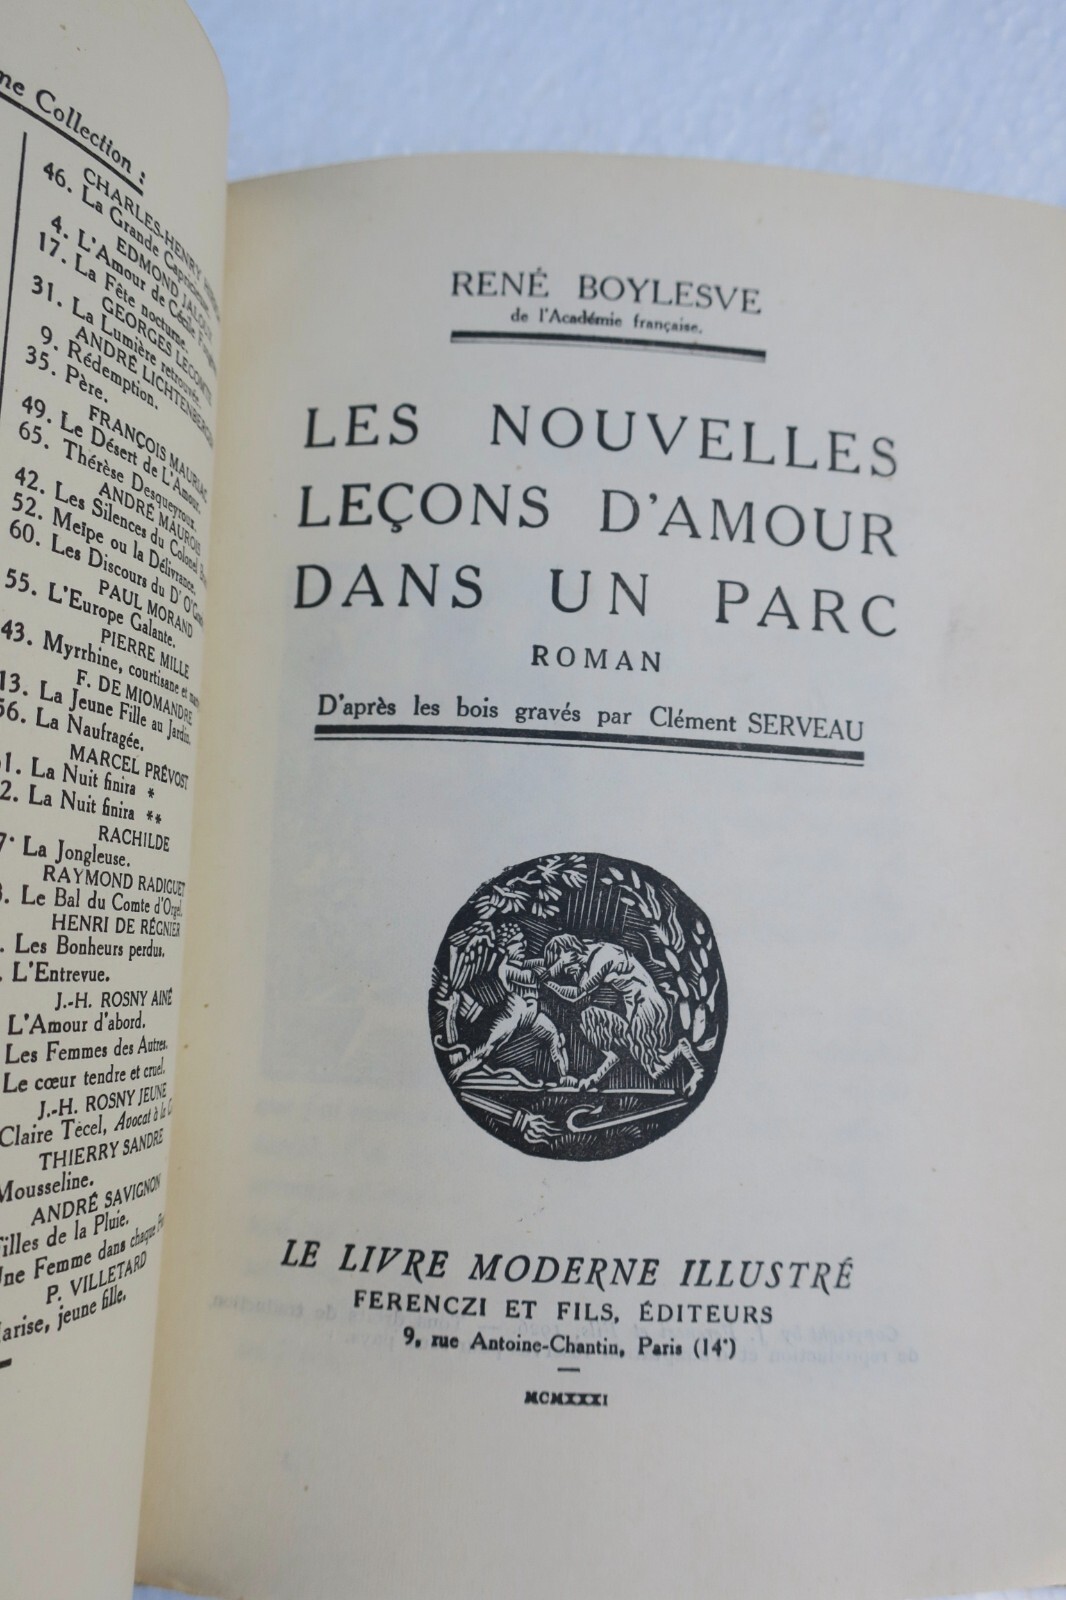 Collection :
CHARLES-HENRY
46. La Grande Capricieuse
EDMOND JALOUX
4. L'Amour de Cécile
17. La Fête nocturne.
GEORGES LECOMTE
31. La Lumière retrouvée.
ANDRÉ LICHTENBERGER
9. Rédemption.
35. Père.
FRANÇOIS MAURIAC
49. Le Désert de L'Amour.
65. Thérèse Desqueyroux.
ANDRÉ MAUROIS
42. Les Silences du Colonel
52. Meïpe ou la Délivrance.
60. Les Discours du Dr
PAUL MORAND
55. L'Europe Galante.
PIERRE MILLE
43. Myrrhine, courtisane et
F. DE MIOMANDRE
13. La Jeune Fille au Jardin.
56. La Naufragée.
MARCEL PRÉVOST
1. La Nuit finira *
2. La Nuit finira **
RACHILDE
7. La Jongleuse.
RAYMOND RADIGUET
3. Le Bal du Comte d'Orgel.
HENRI DE RÉGNIER
. Les Bonheurs perdus.
. L'Entrevue.
J.-H. ROSNY AINÉ
L'Amour d'abord.
Les Femmes des Autres.
Le cœur tendre et cruel.
J.-H. ROSNY JEUNE
Claire Técel, Avocat à la
THIERRY SANDRE
Mousseline.
ANDRÉ SAVIGNON
Filles de la Pluie.
Une Femme dans chaque
P. VILLETARD
arise, jeune fille.
RENÉ BOYLESVE
de l'Académie française.
LES NOUVELLES
LEÇONS D'AMOUR
DANS UN PARC
ROMAN
D'après les bois gravés par Clément SERVEAU
LE LIVRE MODERNE ILLUSTRÉ
FERENCZI ET FILS, ÉDITEURS
9, rue Antoine-Chantin, Paris (14e)
MCMXXXI